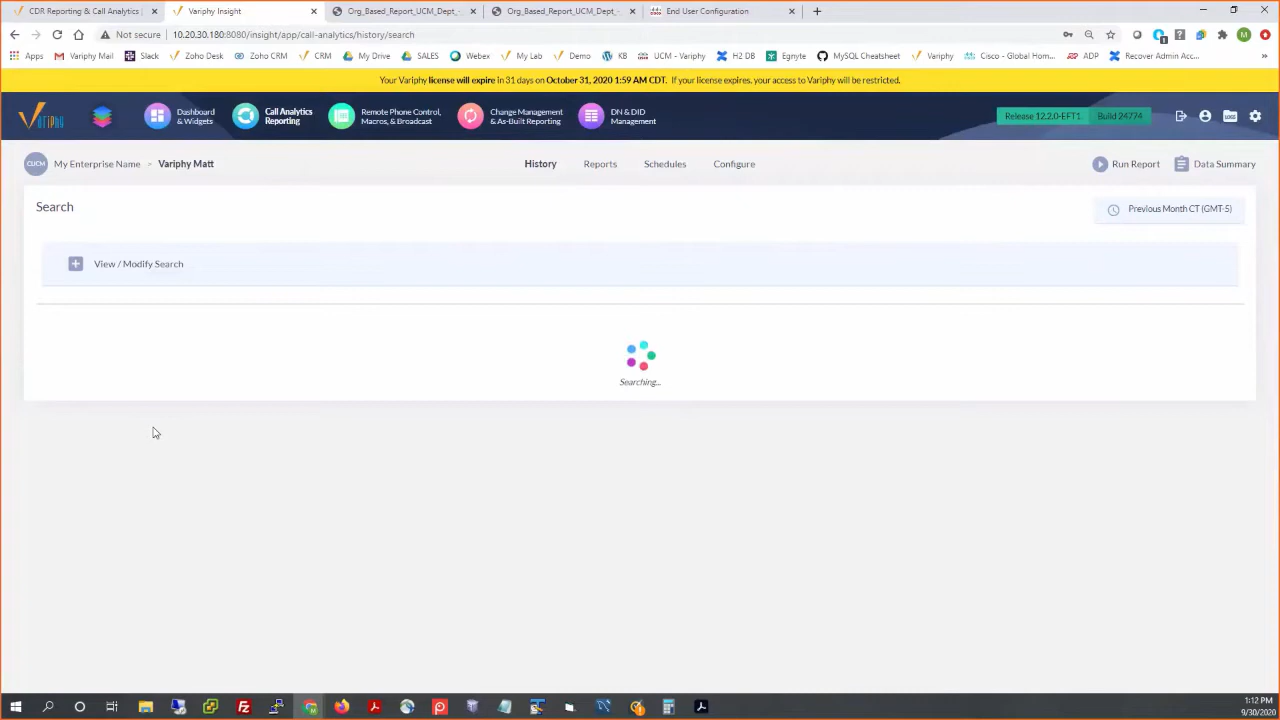 CDR Reporting & Call Analytics
Variphy Insight
Org_Based_Report_UCM_Dept_-
Org_Based_Report_UCM_Dept_-
End User Configuration
Not secure
10.20.30.180:8080/insight/app/call-analytics/history/search
Apps
Variphy Mail
Slack
Zoho Desk
Zoho CRM
CRM
My Drive
SALES
Webex
My Lab
Demo
KB
UCM - Variphy
H2 DB
Egnyte
MySQL Cheatsheet
Variphy
Cisco - Global Hom...
ADP
Recover Admin Acc...
Your Variphy license will expire in 31 days on October 31, 2020 1:59 AM CDT. If your license expires, your access to Variphy will be restricted.
Variphy
Dashboard
& Widgets
Call Analytics
Reporting
Remote Phone Control,
Macros, & Broadcast
Change Management
& As-Built Reporting
DN & DID
Management
Release 12.2.0-EFT1
Build 24774
CUCM
My Enterprise Name > Variphy Matt
History
Reports
Schedules
Configure
Run Report
Data Summary
Search
Previous Month CT (GMT-5)
View / Modify Search
Searching...
1:12 PM
9/30/2020